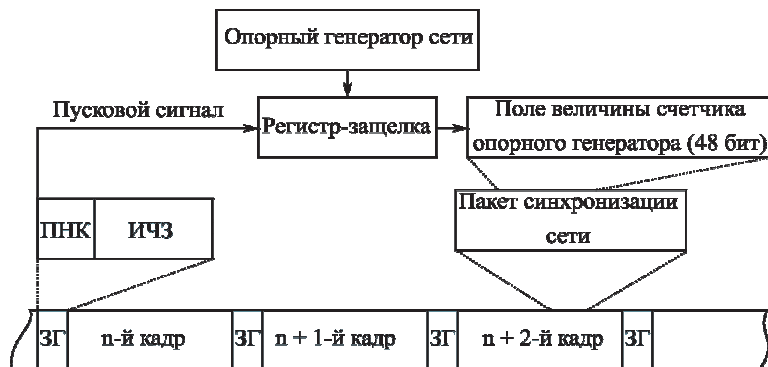 Опорный генератор сети
Пусковой сигнал
Регистр-защелка
Поле величины счетчика
опорного генератора (48 бит)
ПНК
ИЧЗ
Пакет синхронизации
сети
ЗГ
n-й кадр
ЗГ
n + 1-й кадр
ЗГ
n + 2-й кадр
ЗГ